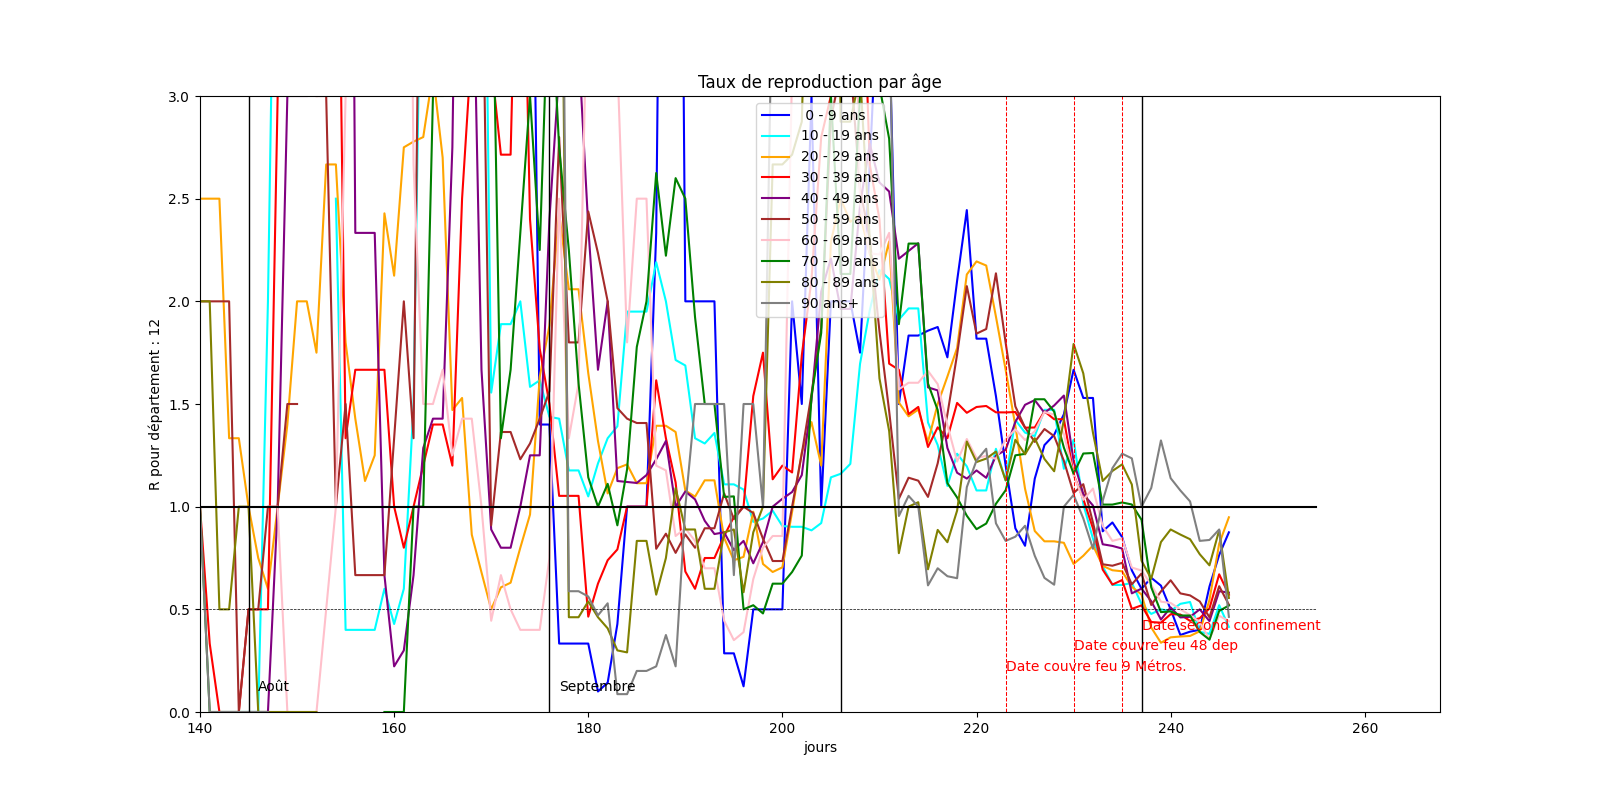 Taux de reproduction par âge
R pour département : 12
3.0
2.5
2.0
1.5
1.0
0.5
0.0
0 - 9 ans
10 - 19 ans
20 - 29 ans
30 - 39 ans
40 - 49 ans
50 - 59 ans
60 - 69 ans
70 - 79 ans
80 - 89 ans
90 ans+
Date second confinement
Date couvre feu 48 dep
Date couvre feu 9 Métros.
Août
Septembre
140 160 180 200 220 240 260
jours